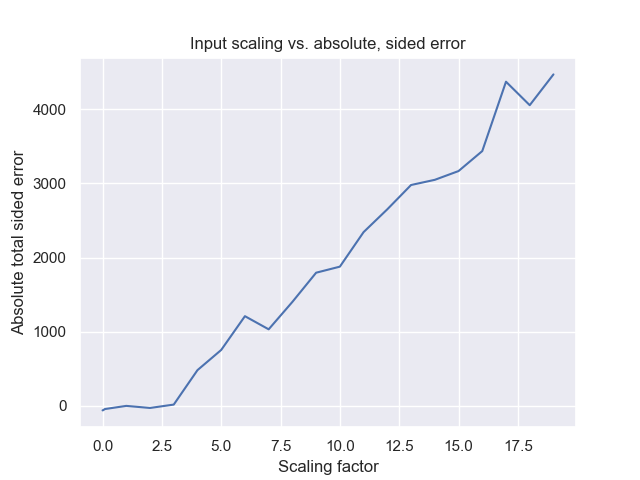 Input scaling vs. absolute, sided error
Absolute total sided error
4000
3000
2000
1000
0
0.0 2.5 5.0 7.5 10.0 12.5 15.0 17.5
Scaling factor